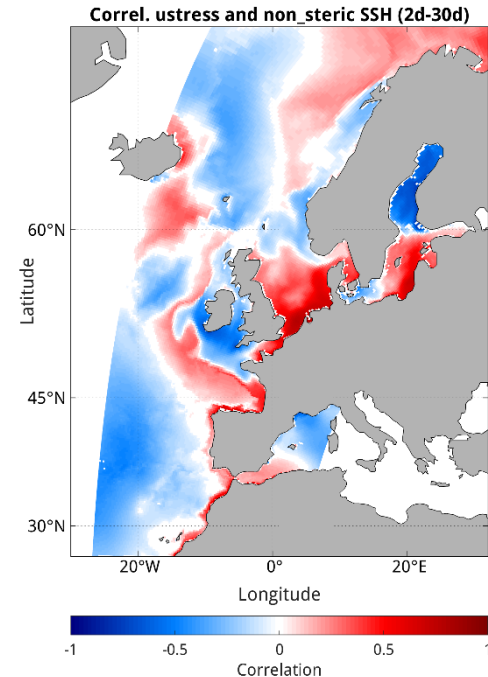 Correl. ustress and non_steric SSH (2d-30d)
60°N
45°N
30°N
Latitude
20°W
0°
20°E
Longitude
-1
-0.5
0
0.5
1
Correlation